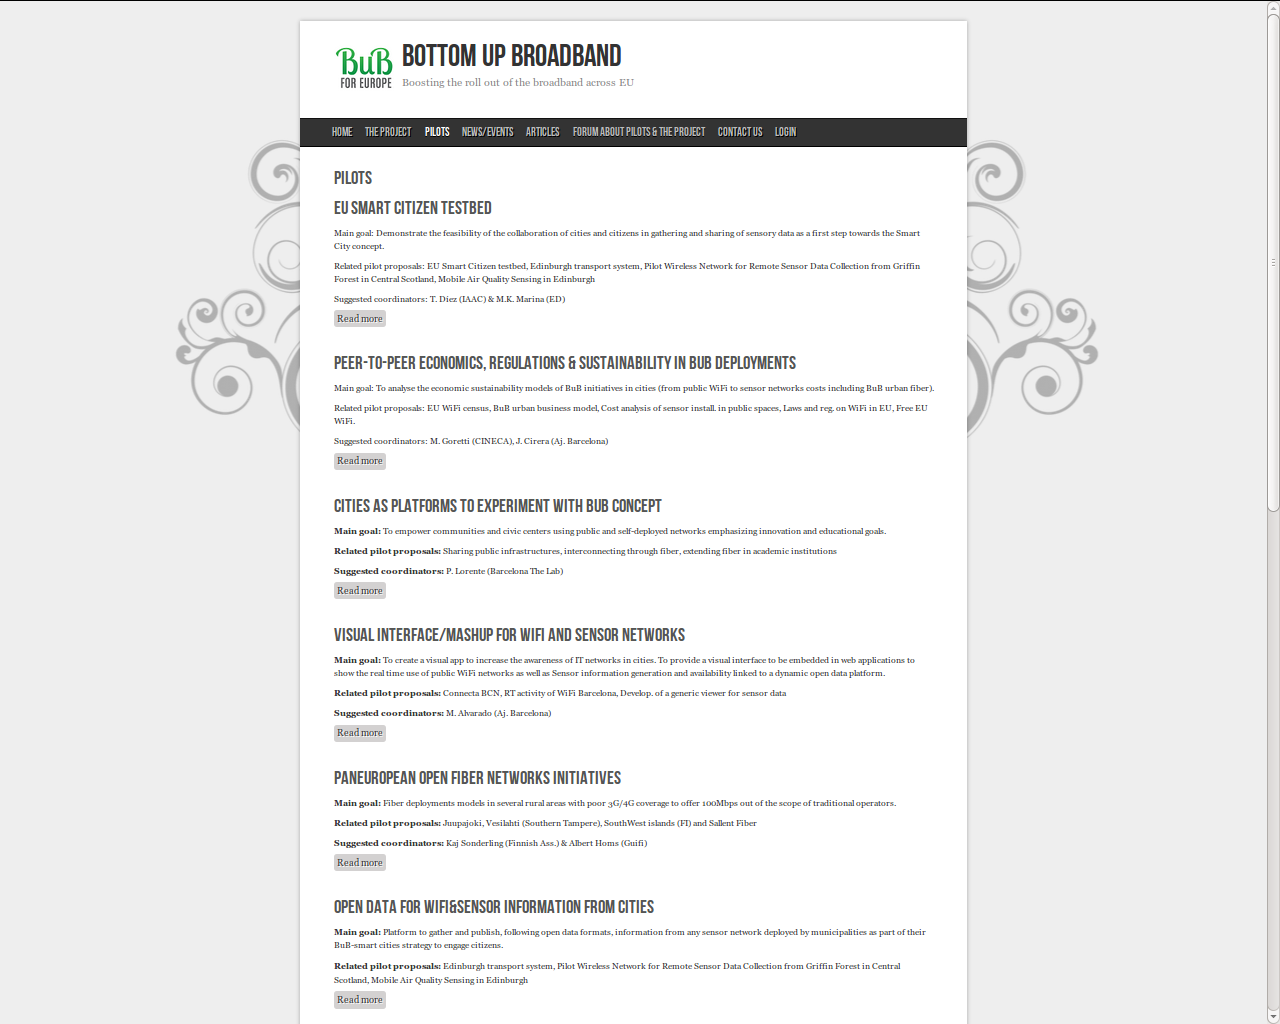 BuB
FOR EUROPE
BOTTOM UP BROADBAND
Boosting the roll out of the broadband across EU
HOME THE PROJECT PILOTS NEWS/EVENTS ARTICLES FORUM ABOUT PILOTS & THE PROJECT CONTACT US LOGIN
PILOTS
EU SMART CITIZEN TESTBED
Main goal: Demonstrate the feasibility of the collaboration of cities and citizens in gathering and sharing of sensory data as a first step towards the Smart
City concept.
Related pilot proposals: EU Smart Citizen testbed, Edinburgh transport system, Pilot Wireless Network for Remote Sensor Data Collection from Griffin
Forest in Central Scotland, Mobile Air Quality Sensing in Edinburgh
Suggested coordinators: T. Diez (IAAC) & M.K. Marina (ED)
Read more
PEER-TO-PEER ECONOMICS, REGULATIONS & SUSTAINABILITY IN BUB DEPLOYMENTS
Main goal: To analyse the economic sustainability models of BuB initiatives in cities (from public WiFi to sensor networks costs including BuB urban fiber).
Related pilot proposals: EU WiFi census, BuB urban business model, Cost analysis of sensor install. in public spaces, Laws and reg. on WiFi in EU, Free EU
WiFi.
Suggested coordinators: M. Goretti (CINECA), J. Cirera (Aj. Barcelona)
Read more
CITIES AS PLATFORMS TO EXPERIMENT WITH BUB CONCEPT
Main goal: To empower communities and civic centers using public and self-deployed networks emphasizing innovation and educational goals.
Related pilot proposals: Sharing public infrastructures, interconnecting through fiber, extending fiber in academic institutions
Suggested coordinators: P. Lorente (Barcelona The Lab)
Read more
VISUAL INTERFACE/MASHUP FOR WIFI AND SENSOR NETWORKS
Main goal: To create a visual app to increase the awareness of IT networks in cities. To provide a visual interface to be embedded in web applications to
show the real time use of public WiFi networks as well as Sensor information generation and availability linked to a dynamic open data platform.
Related pilot proposals: Connecta BCN, RT activity of WiFi Barcelona, Develop. of a generic viewer for sensor data
Suggested coordinators: M. Alvarado (Aj. Barcelona)
Read more
PANEUROPEAN OPEN FIBER NETWORKS INITIATIVES
Main goal: Fiber deployments models in several rural areas with poor 3G/4G coverage to offer 100Mbps out of the scope of traditional operators.
Related pilot proposals: Juupajoki, Vesilahti (Southern Tampere), SouthWest islands (FI) and Sallent Fiber
Suggested coordinators: Kaj Sonderling (Finnish Ass.) & Albert Homs (Guifi)
Read more
OPEN DATA FOR WIFI&SENSOR INFORMATION FROM CITIES
Main goal: Platform to gather and publish, following open data formats, information from any sensor network deployed by municipalities as part of their
BuB-smart cities strategy to engage citizens.
Related pilot proposals: Edinburgh transport system, Pilot Wireless Network for Remote Sensor Data Collection from Griffin Forest in Central
Scotland, Mobile Air Quality Sensing in Edinburgh
Read more